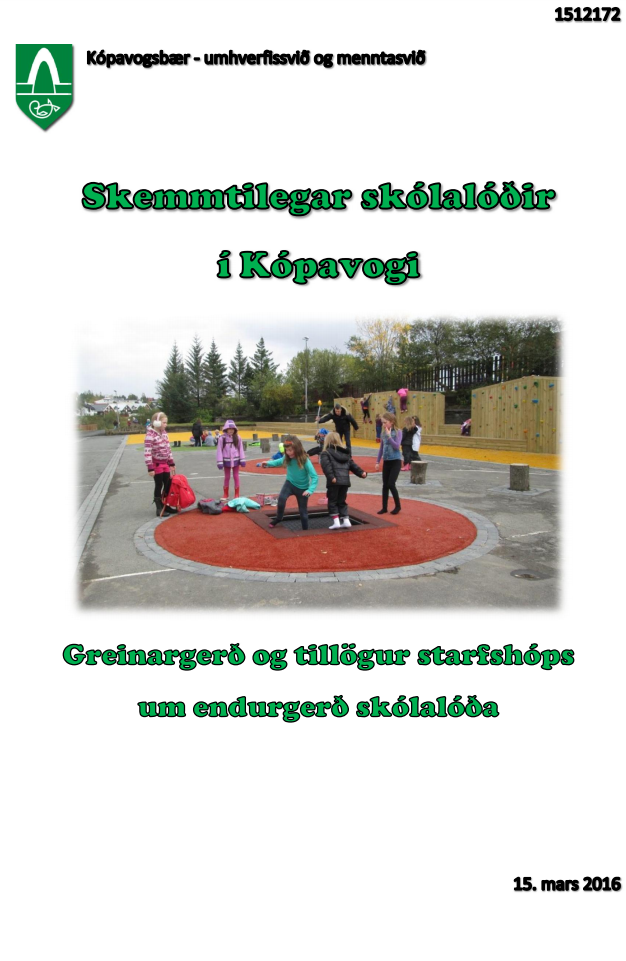 1512172
Kópavogsbær - umhverfissvið og menntasvið
Skemmtilegar skólalóðir
í Kópavogi
Greinargerð og tillögur starfshóps
um endurgerð skólalóða
15. mars 2016